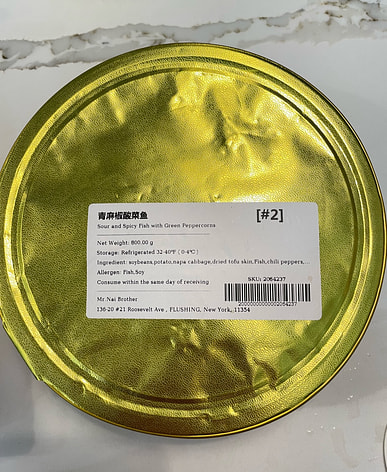 青麻椒酸菜鱼 [#2]
Sour and Spicy Fish with Green Peppercorns
Net Weight: 800.00 g
Storage: Refrigerated 32-40°F ( 0-4°C )
Ingredient: soybeans,potato,napa cabbage,dried tofu skin,Fish,chili peppers,...
Allergen: Fish,Soy SKU: 2064237
Consume within the same day of receiving
Mr.Nai Brother
136-20 #21 Roosevelt Ave , FLUSHING, New York, ,11354